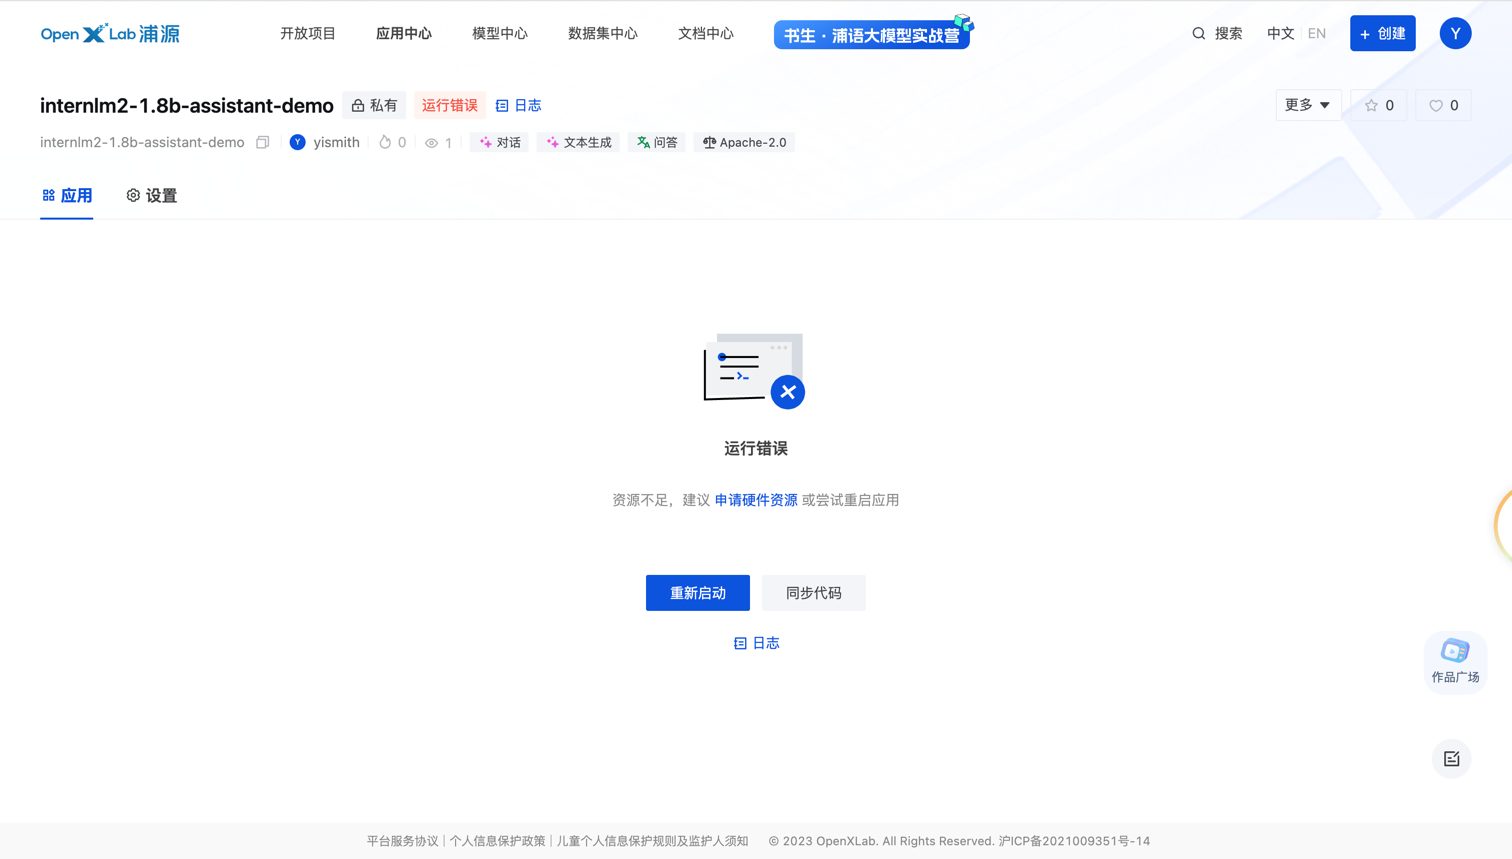 OpenXLab浦源 开放项目 应用中心 模型中心 数据集中心 文档中心 书生·浦语大模型实战营 搜索 中文 EN + 创建 Y
internlm2-1.8b-assistant-demo 私有 运行错误 日志 更多 0 0
internlm2-1.8b-assistant-demo Y yismith 0 1 对话 文本生成 问答 Apache-2.0
应用 设置
运行错误
资源不足，建议 申请硬件资源 或尝试重启应用
重新启动 同步代码
日志
作品广场
平台服务协议 | 个人信息保护政策 | 儿童个人信息保护规则及监护人须知 © 2023 OpenXLab. All Rights Reserved. 沪ICP备2021009351号-14